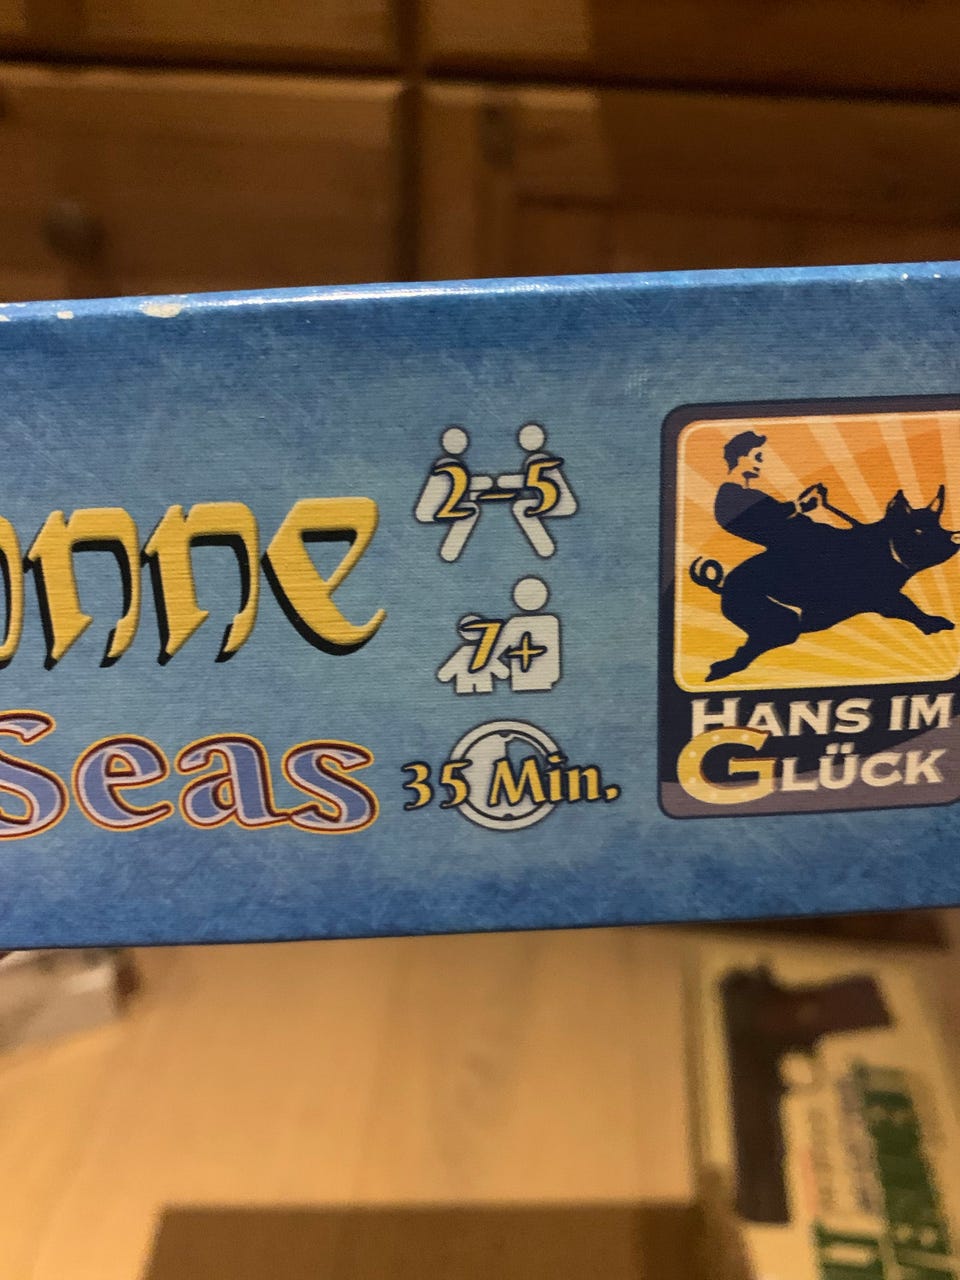 onne
Seas
2-5
7+
35 Min.
HANS IM
GLÜCK